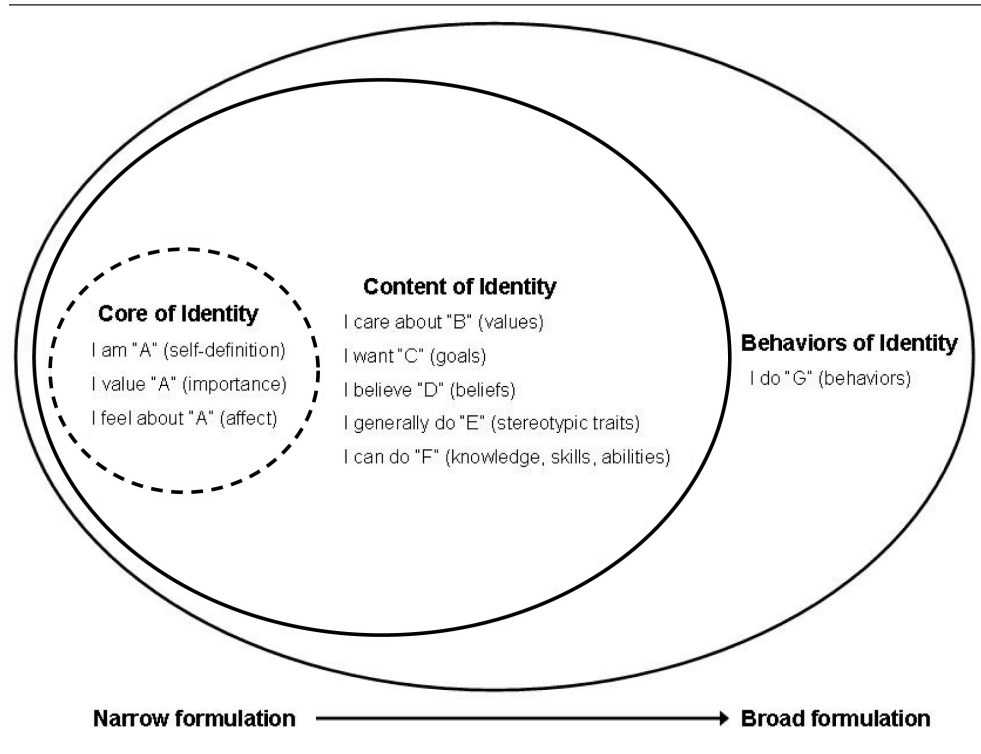 Core of Identity
I am "A" (self-definition)
I value "A" (importance)
I feel about "A" (affect)
Content of Identity
I care about "B" (values)
I want "C" (goals)
I believe "D" (beliefs)
I generally do "E" (stereotypic traits)
I can do "F" (knowledge, skills, abilities)
Behaviors of Identity
I do "G" (behaviors)
Narrow formulation
Broad formulation